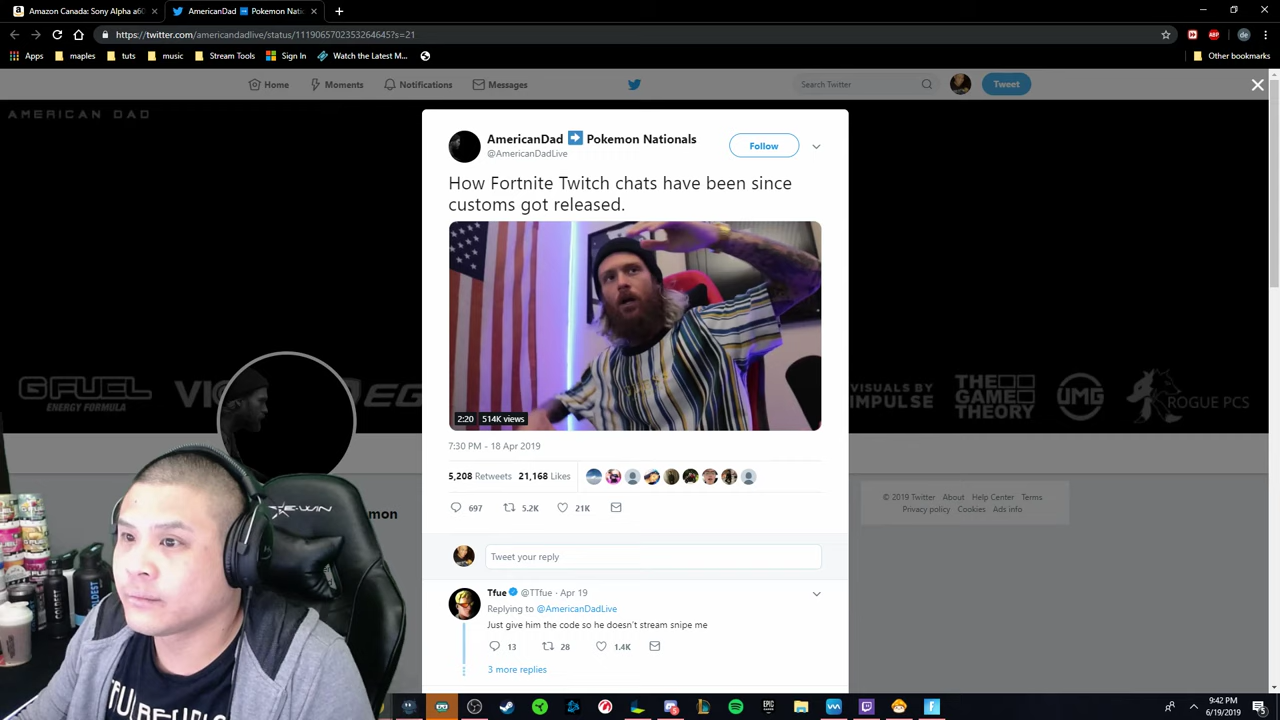 Amazon Canada: Sony Alpha a60
AmericanDad ➡ Pokemon Nati
https://twitter.com/americandadlive/status/1119065702353264645?s=21
ABP
de
Apps
maples
tuts
music
Stream Tools
Sign In
Watch the Latest M...
Other bookmarks
Home
Moments
Notifications
Messages
Search Twitter
Tweet
AMERICAN DAD
AmericanDad ➡ Pokemon Nationals
@AmericanDadLive
Follow
How Fortnite Twitch chats have been since
customs got released.
2:20
514K views
G FUEL
ENERGY FORMULA
VISUALS BY
IMPULSE
THE
GAME
THEORY
UMG
ROGUE PCS
7:30 PM - 18 Apr 2019
5,208 Retweets 21,168 Likes
697
5.2K
21K
© 2019 Twitter About Help Center Terms
Privacy policy Cookies Ads info
mon
Tweet your reply
Tfue @TTfue · Apr 19
Replying to @AmericanDadLive
Just give him the code so he doesn't stream snipe me
13
28
1.4K
3 more replies
EPIC
9:42 PM
6/19/2019